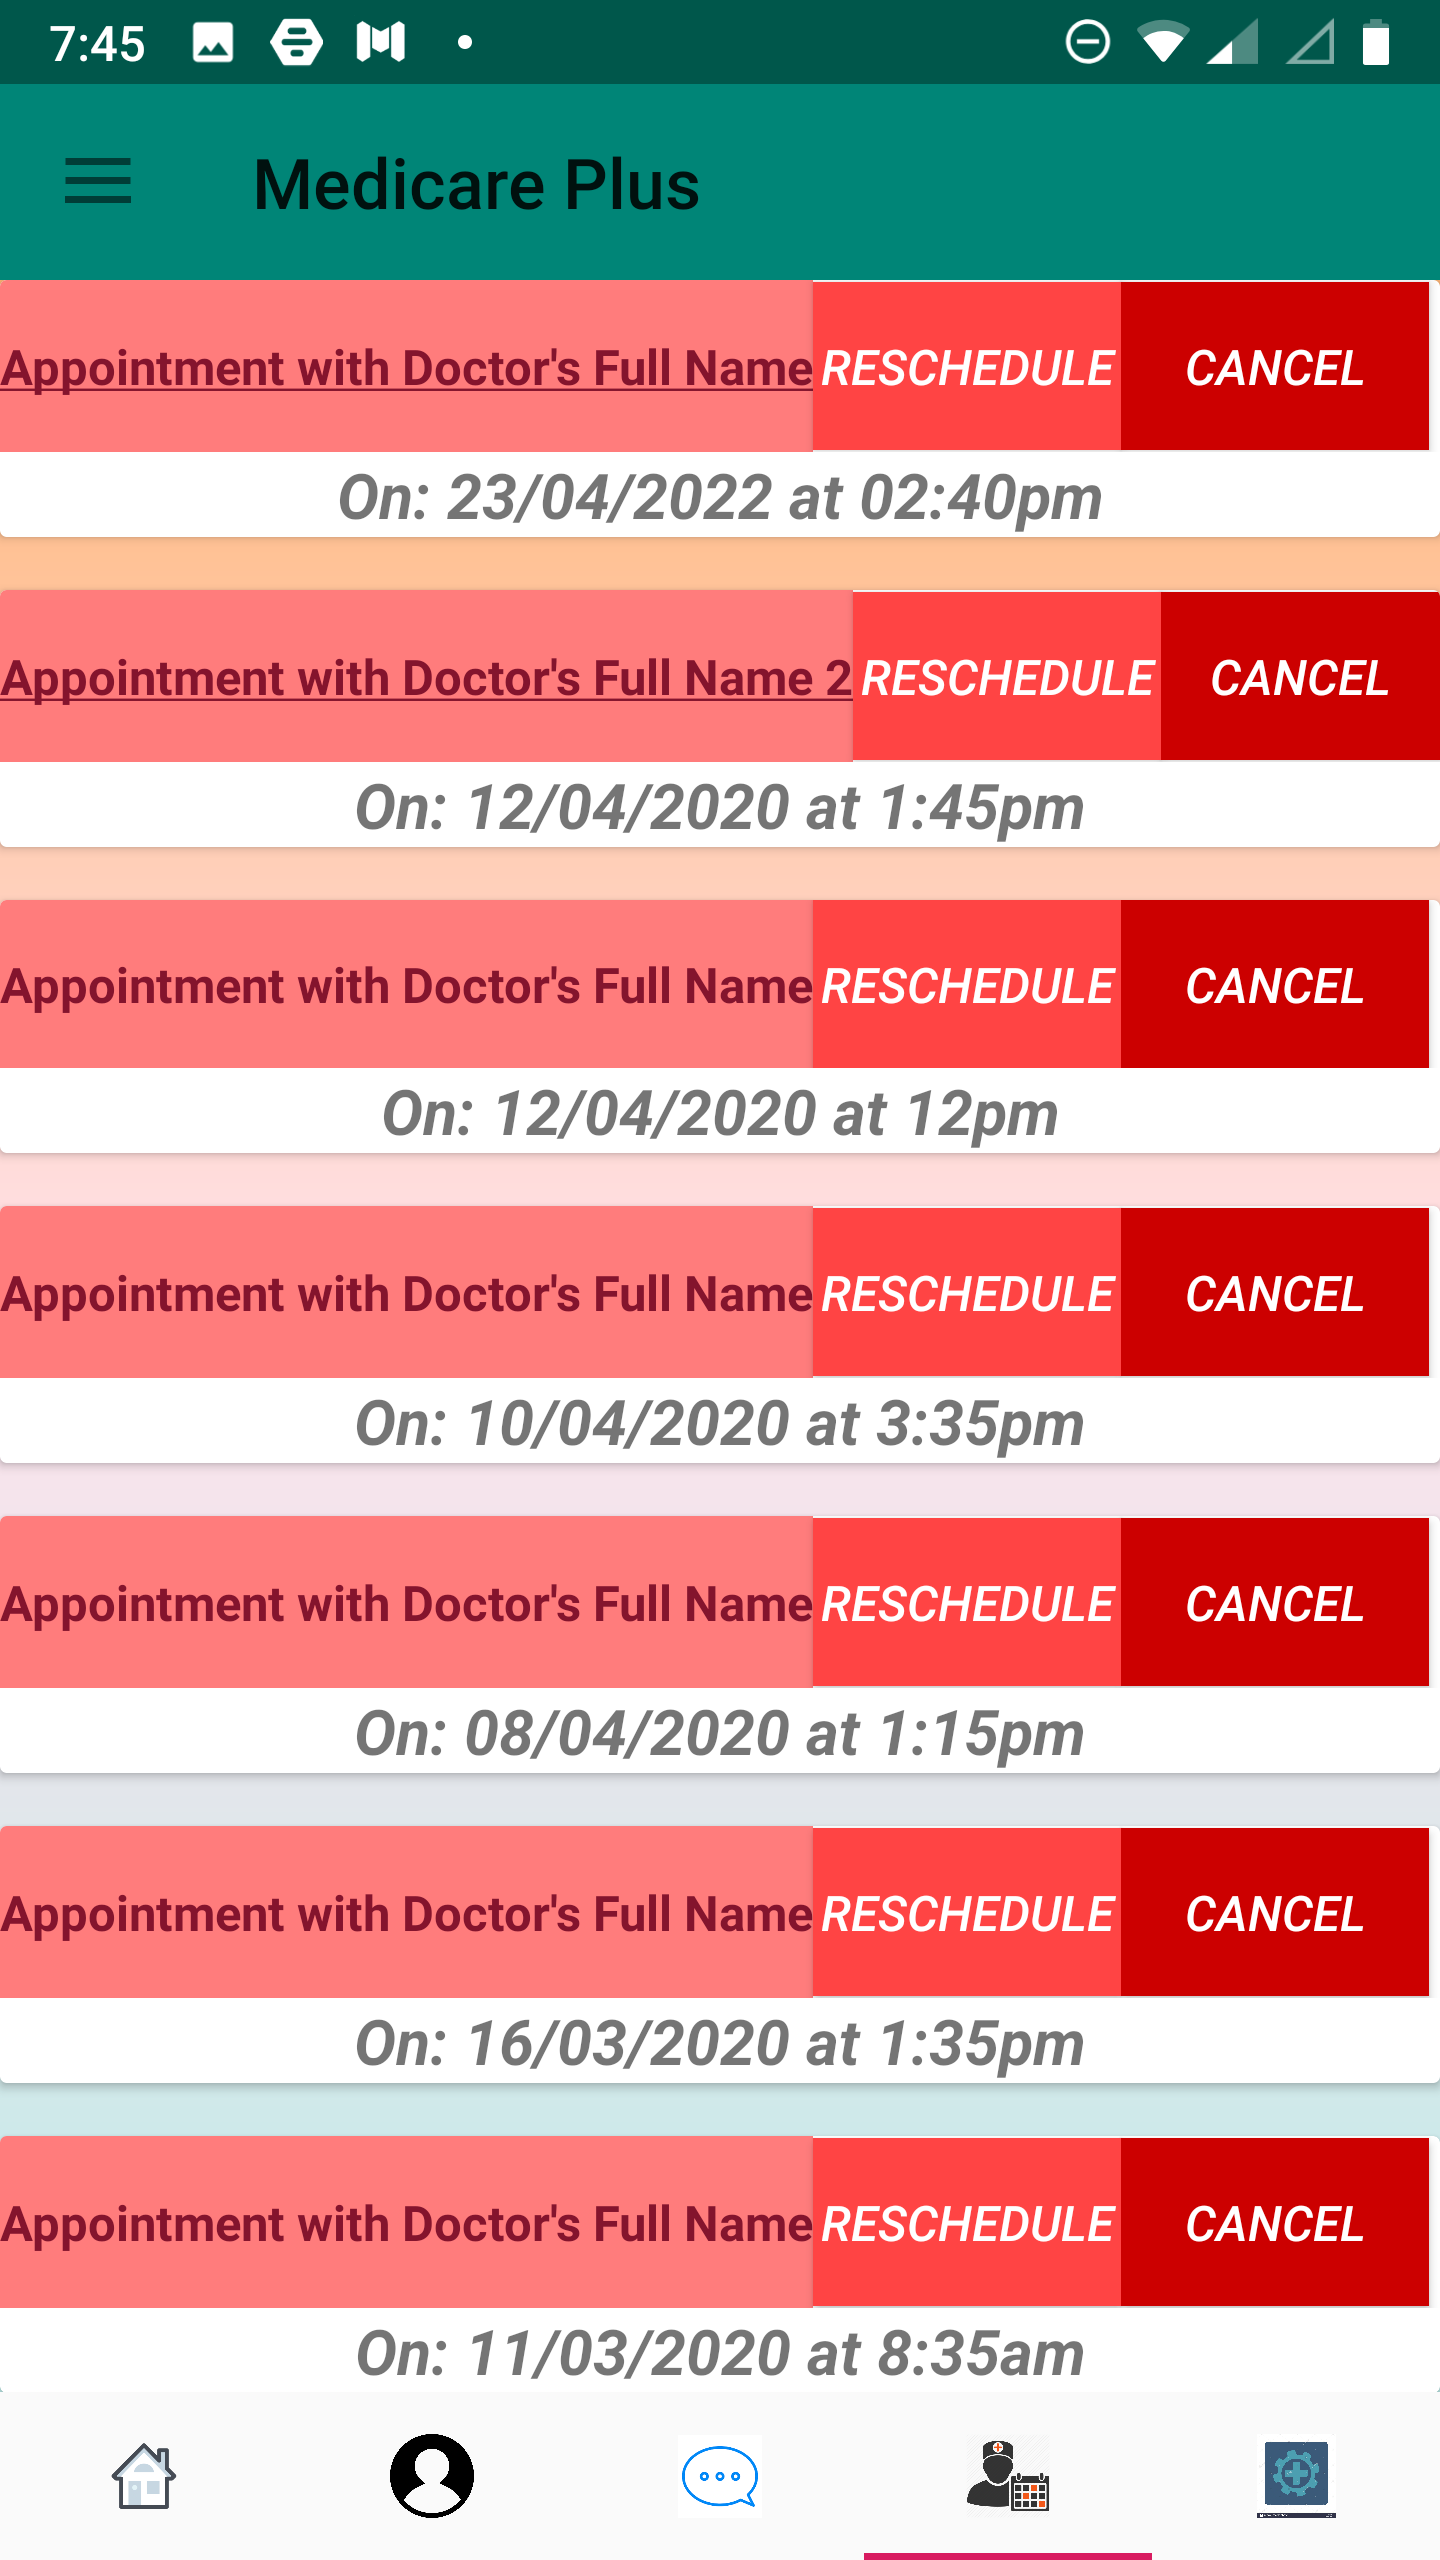 7:45
Medicare Plus
Appointment with Doctor's Full Name RESCHEDULE CANCEL
On: 23/04/2022 at 02:40pm
Appointment with Doctor's Full Name 2 RESCHEDULE CANCEL
On: 12/04/2020 at 1:45pm
Appointment with Doctor's Full Name RESCHEDULE CANCEL
On: 12/04/2020 at 12pm
Appointment with Doctor's Full Name RESCHEDULE CANCEL
On: 10/04/2020 at 3:35pm
Appointment with Doctor's Full Name RESCHEDULE CANCEL
On: 08/04/2020 at 1:15pm
Appointment with Doctor's Full Name RESCHEDULE CANCEL
On: 16/03/2020 at 1:35pm
Appointment with Doctor's Full Name RESCHEDULE CANCEL
On: 11/03/2020 at 8:35am